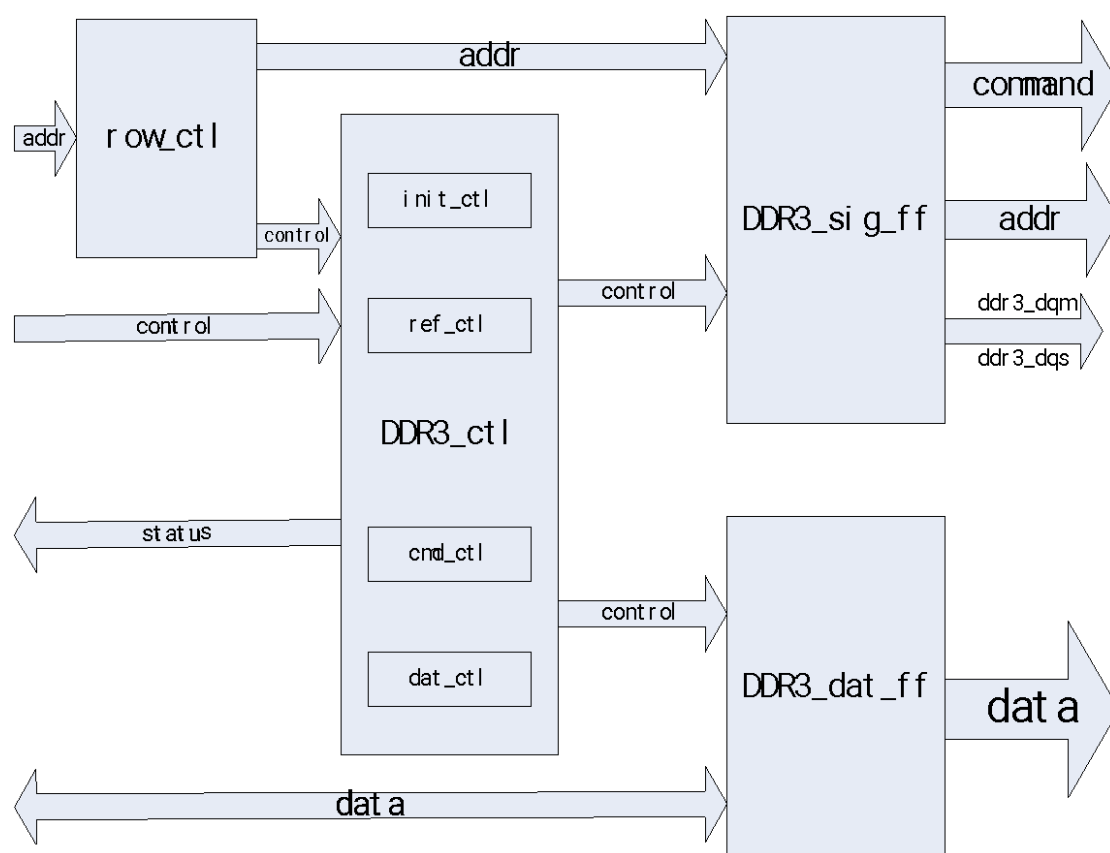 addr
command
addr
row_ctl
init_ctl
DDR3_sig_ff
addr
control
control
ddr3_dqm
control
ref_ctl
ddr3_dqs
DDR3_ctl
status
cmd_ctl
control
dat_ctl
DDR3_dat_ff
data
data